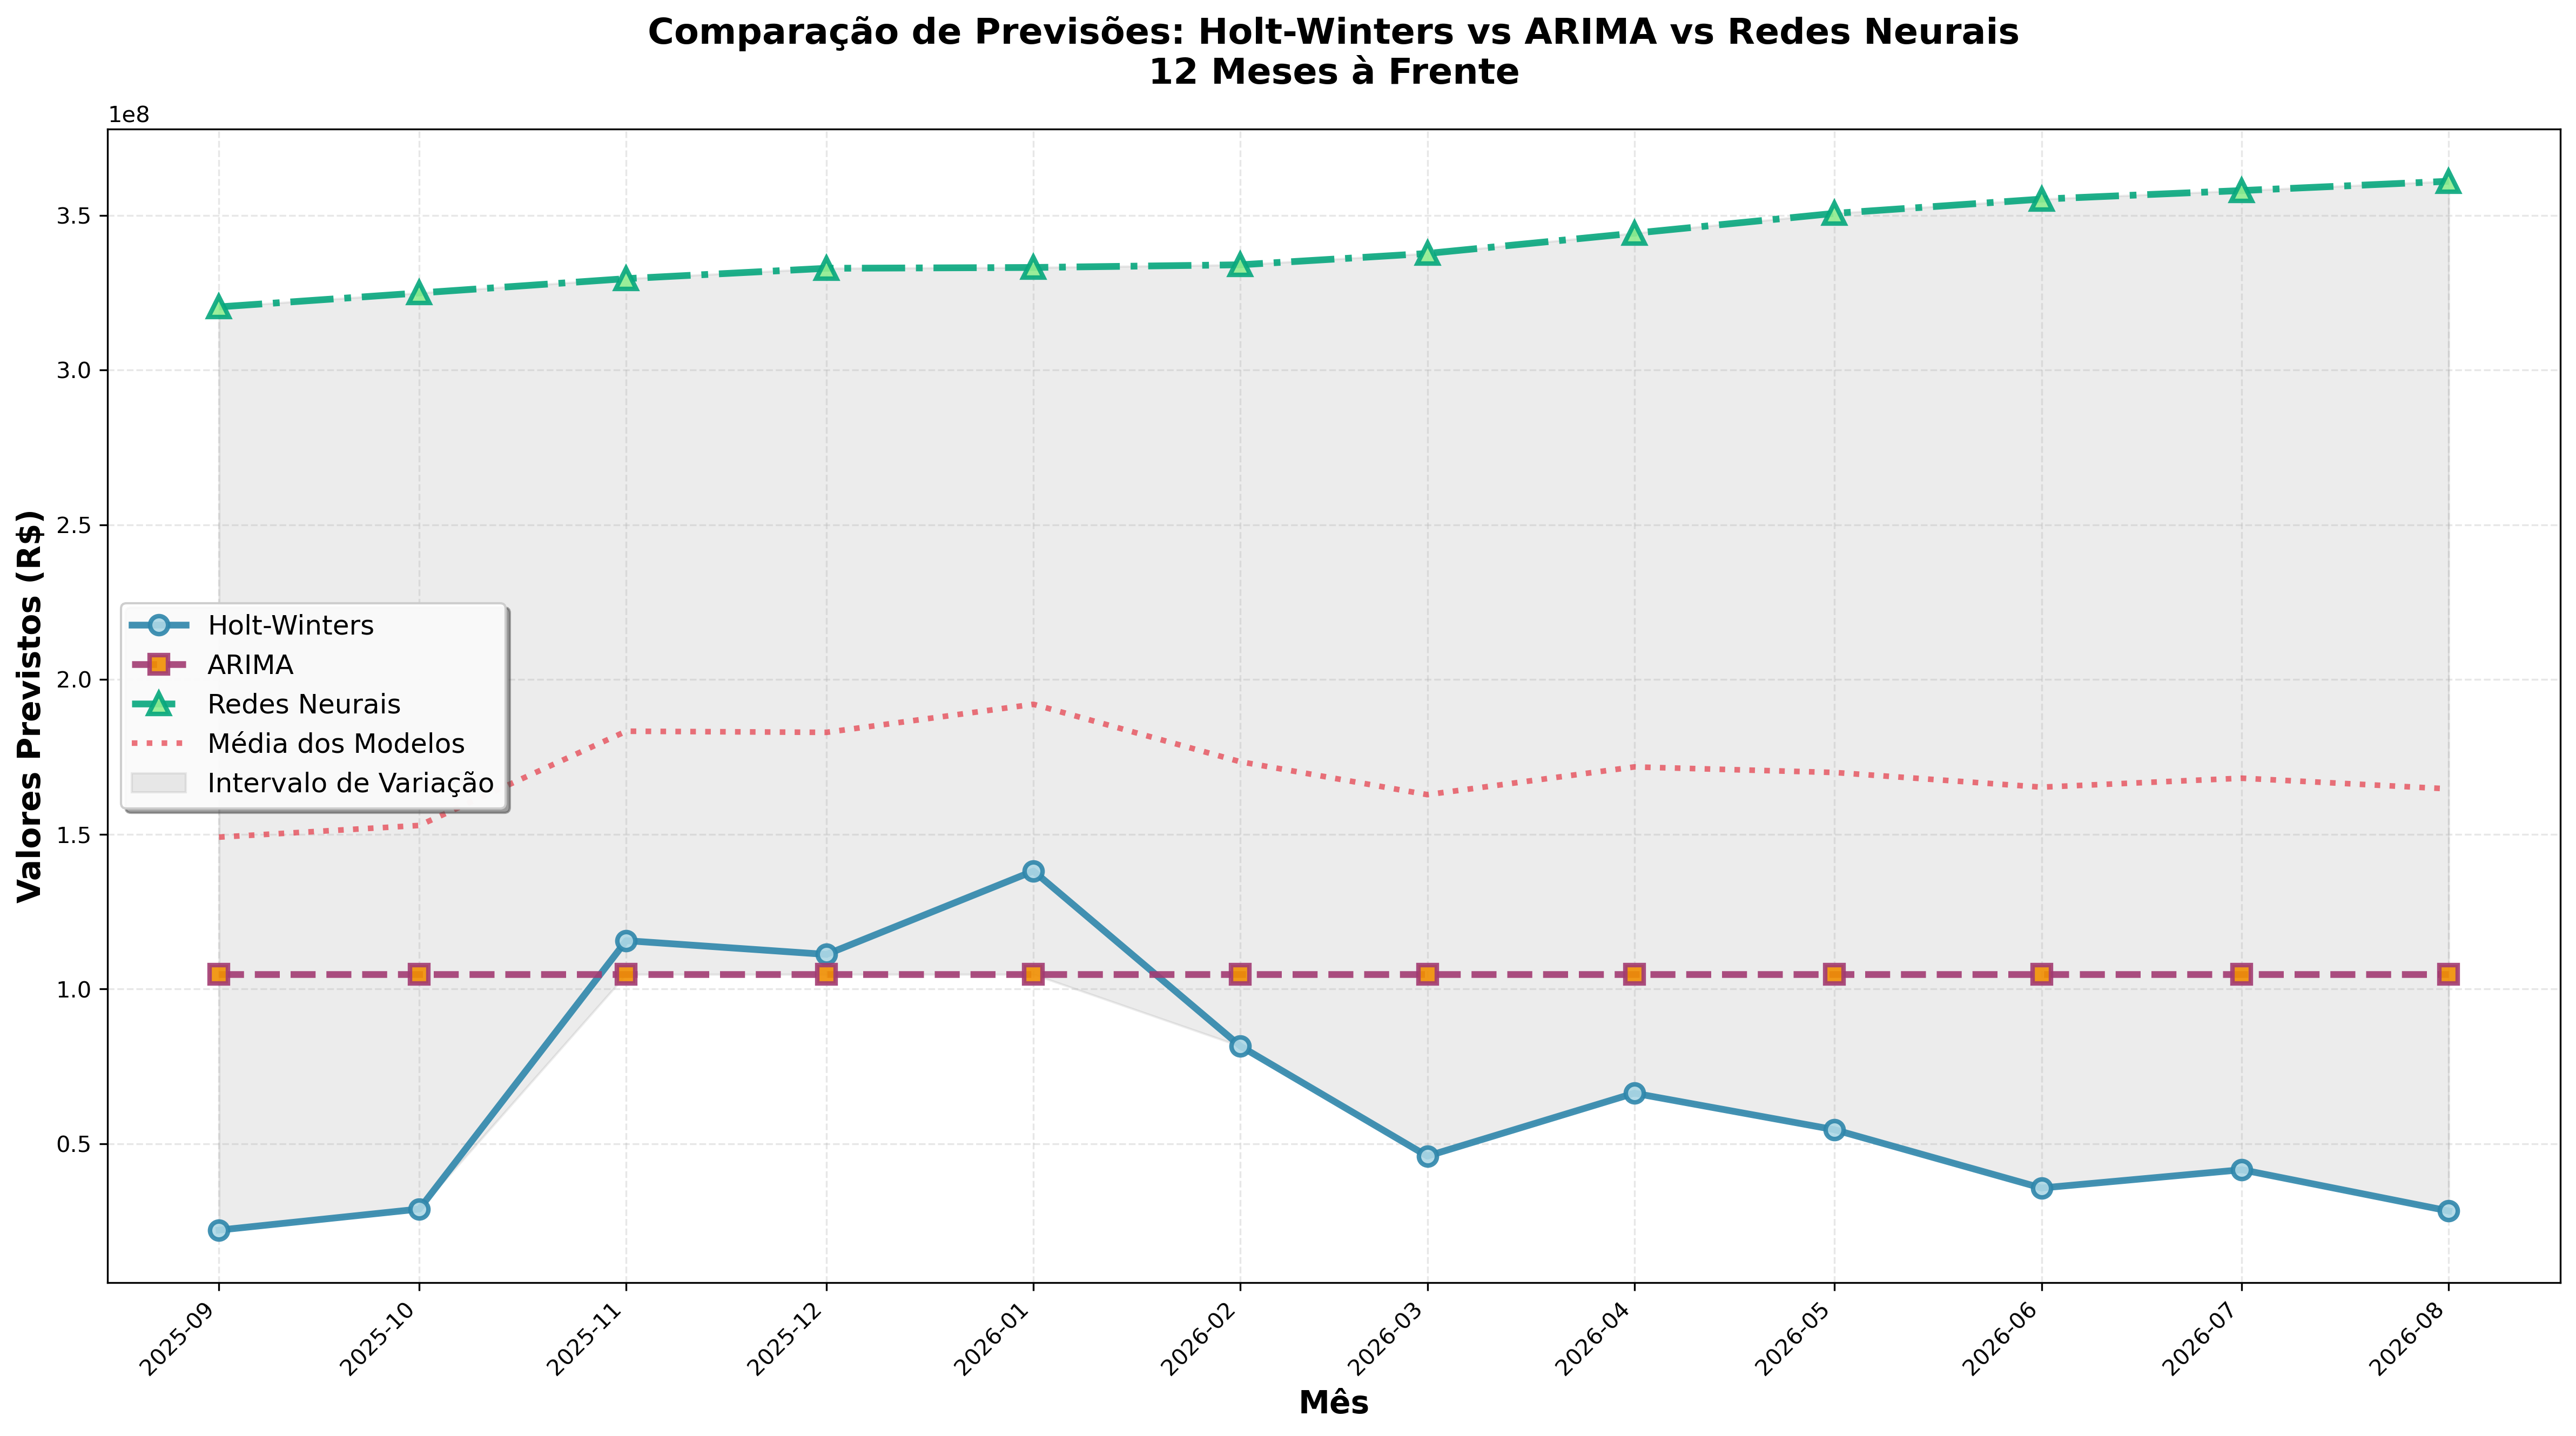 Comparação de Previsões: Holt-Winters vs ARIMA vs Redes Neurais
12 Meses à Frente
1e8
Valores Previstos (R$)
3.5
3.0
2.5
2.0
1.5
1.0
0.5
Holt-Winters
ARIMA
Redes Neurais
Média dos Modelos
Intervalo de Variação
2025-09
2025-10
2025-11
2025-12
2026-01
2026-02
2026-03
2026-04
2026-05
2026-06
2026-07
2026-08
Mês